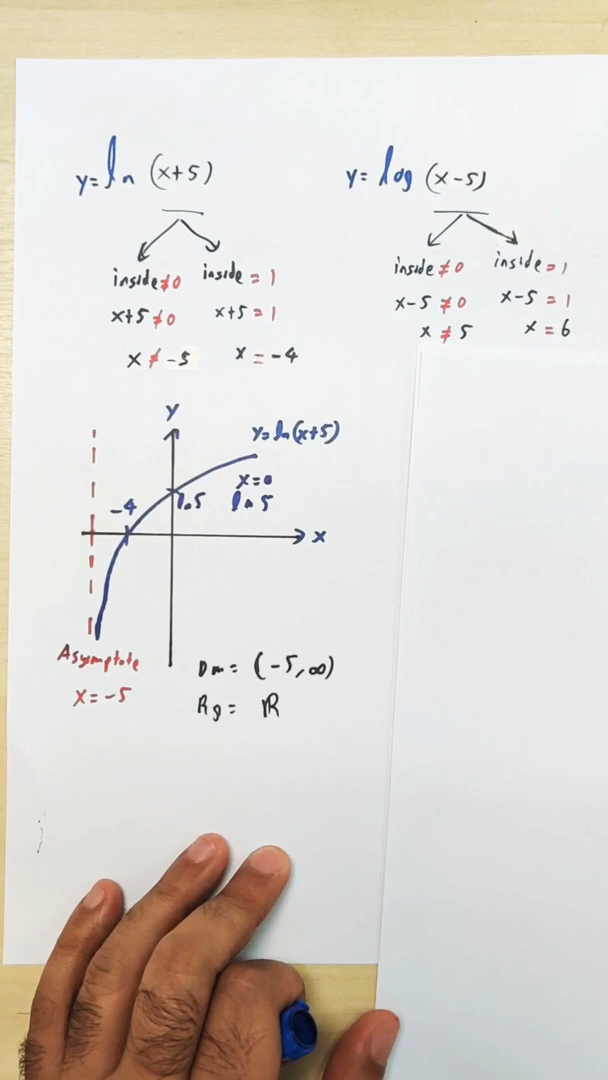 y=ln (x+5)
inside≠0 inside=1
x+5≠0 x+5=1
x≠-5 x=-4
y=log (x-5)
inside≠0 inside=1
x-5≠0 x-5=1
x≠5 x=6
y
y=ln(x+5)
x=0
-4 ln5 ln5
x
Asymptote
x=-5
Dm= (-5,∞)
Rg= ℝ